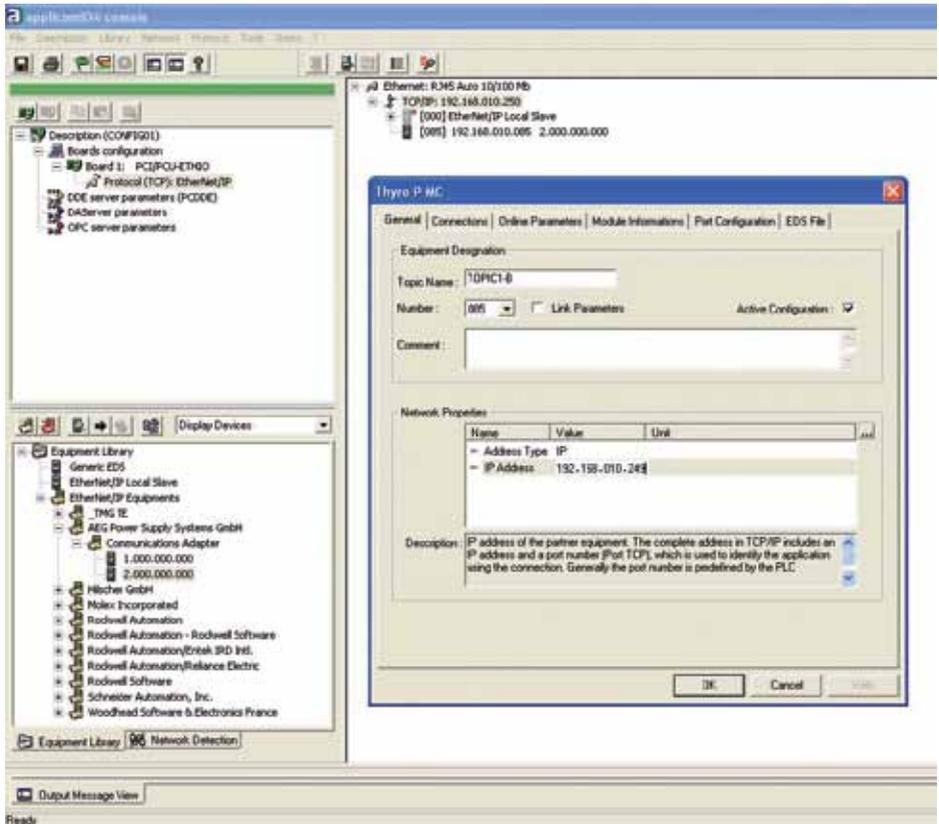 applicomIO® console
File Description Library Network Protocol Tools Items ?
Description (CONFIG01)
Boards configuration
Board 1: PCI/PCU-ETHIO
Protocol (TCP): EtherNet/IP
DDE server parameters (PCDDE)
DAServer parameters
OPC server parameters
Ethernet: RJ45 Auto 10/100 Mb
TCP/IP: 192.168.010.250
[000] EtherNet/IP Local Slave
[085] 192.168.010.085 2.000.000.000
Display Devices
Equipment Library
Generic EDS
EtherNet/IP Local Slave
EtherNet/IP Equipments
_TMG TE
AEG Power Supply Systems GmbH
Communications Adapter
1.000.000.000
2.000.000.000
Hilscher GmbH
Molex Incorporated
Rockwell Automation
Rockwell Automation - Rockwell Software
Rockwell Automation/Entek IRD Intl.
Rockwell Automation/Reliance Electric
Rockwell Software
Schneider Automation, Inc.
Woodhead Software & Electronics France
Equipment Library
Network Detection
Thyro P MC
General Connections Online Parameters Module Informations Port Configuration EDS File
Equipment Designation
Topic Name : TOPIC1-B
Number : 085 Link Parameters Active Configuration :
Comment :
Network Properties
Name Value Unit
Address Type IP
IP Address 192.168.010.249
Description : IP address of the partner equipment. The complete address in TCP/IP includes an
IP address and a port number (Port TCP), which is used to identify the application
using the connection. Generally the port number is predefined by the PLC
OK Cancel
Output Message View
Ready